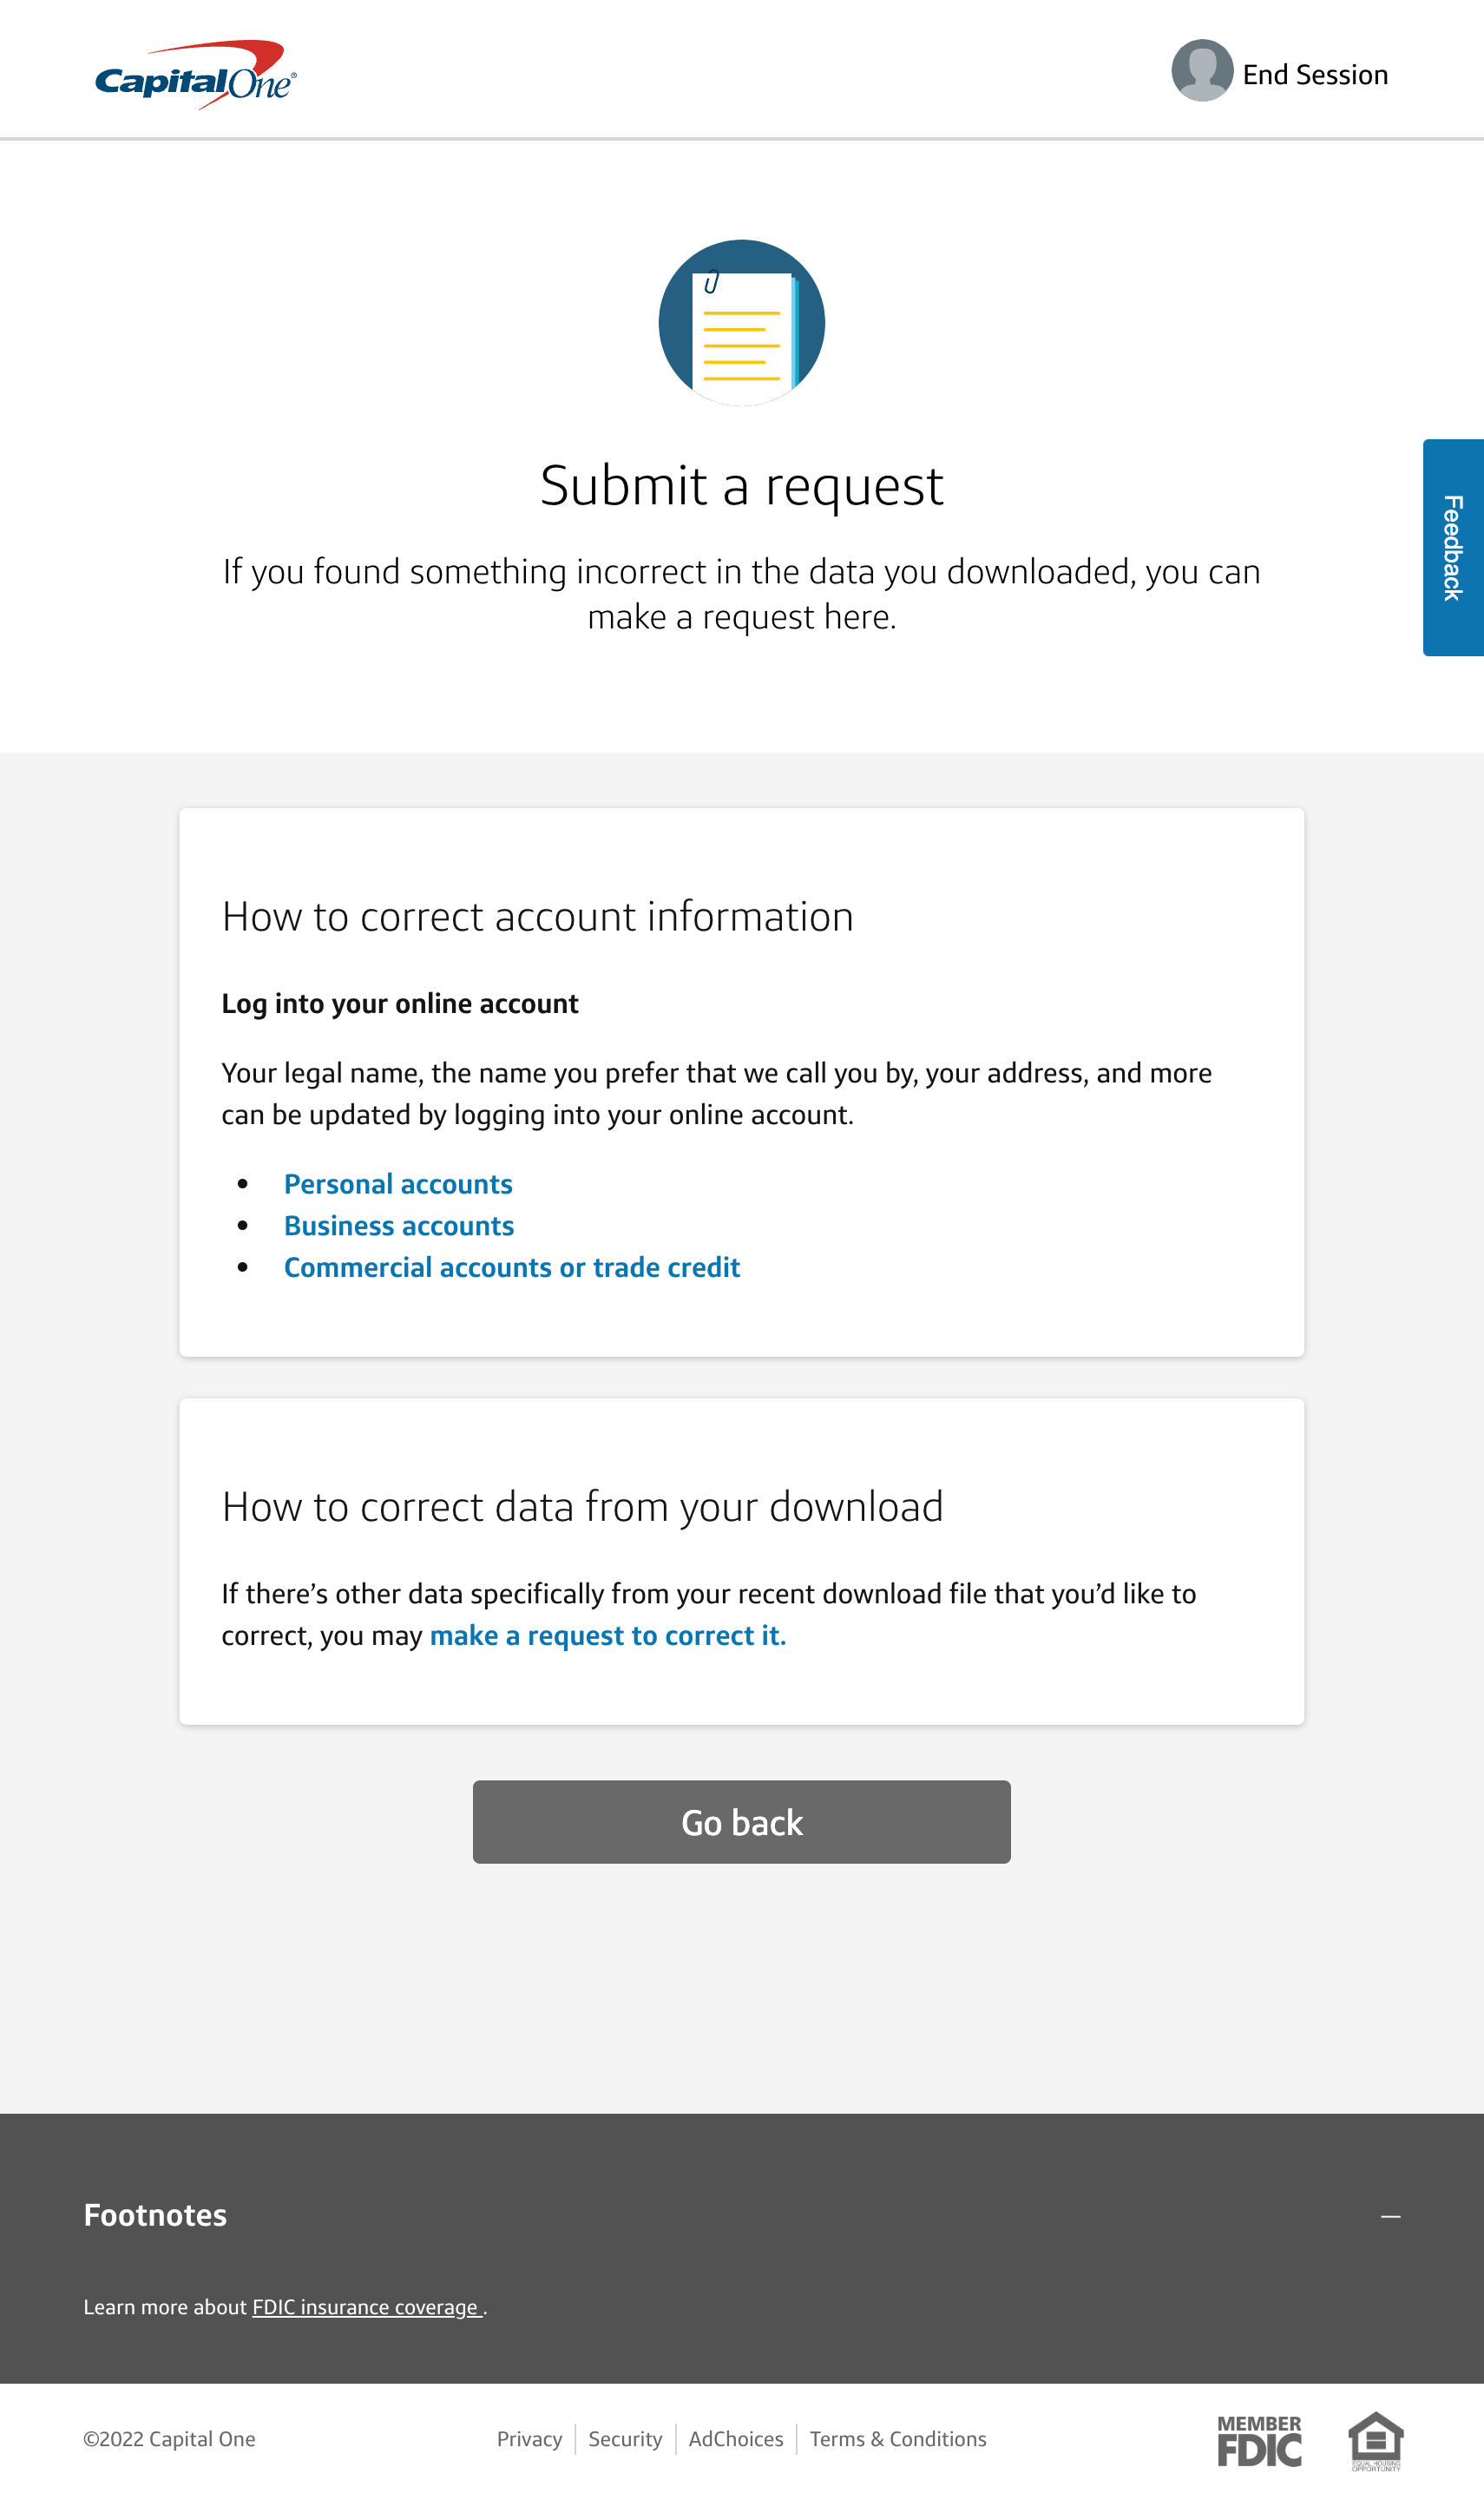 CapitalOne®
End Session
Submit a request
If you found something incorrect in the data you downloaded, you can
make a request here.
Feedback
How to correct account information
Log into your online account
Your legal name, the name you prefer that we call you by, your address, and more
can be updated by logging into your online account.
• Personal accounts
• Business accounts
• Commercial accounts or trade credit
How to correct data from your download
If there’s other data specifically from your recent download file that you’d like to
correct, you may make a request to correct it.
Go back
Footnotes
Learn more about FDIC insurance coverage .
©2022 Capital One
Privacy
Security
AdChoices
Terms & Conditions
MEMBER
FDIC
EQUAL HOUSING
OPPORTUNITY